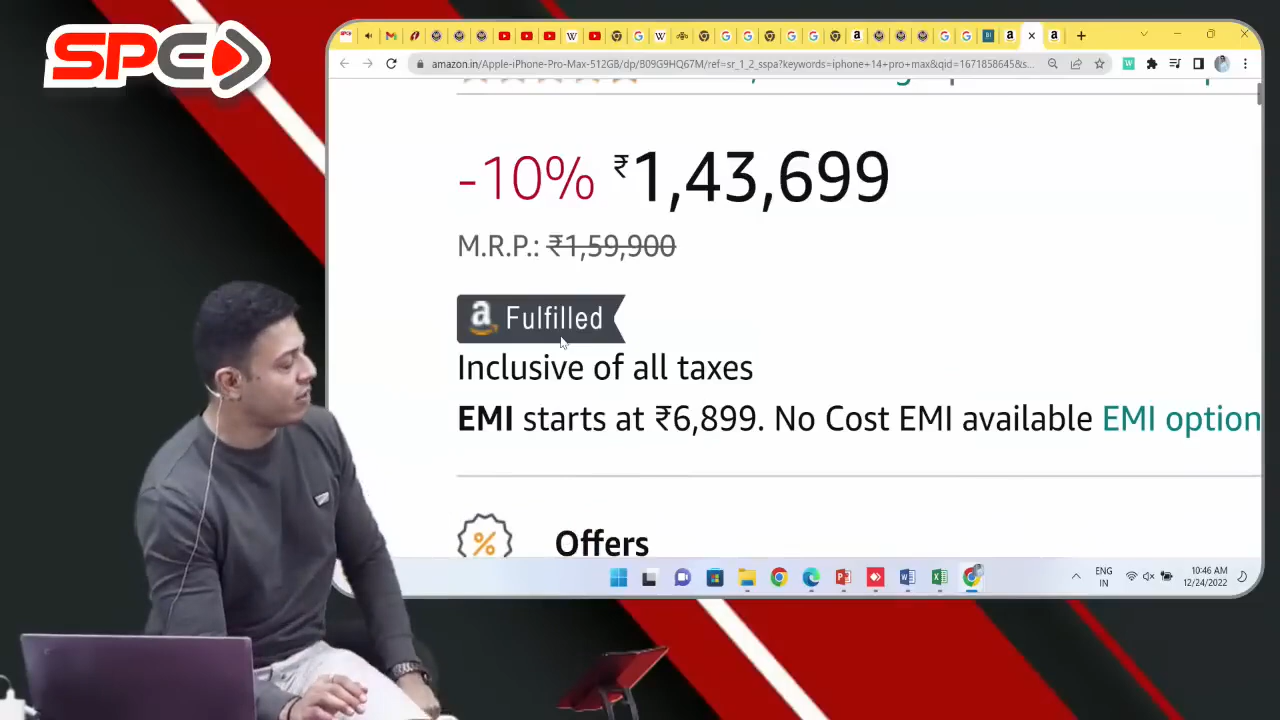 SPE
amazon.in/Apple-iPhone-Pro-Max-512GB/dp/B09G9HQ67M/ref=sr_1_2_sspa?keywords=iphone+14+pro+max&qid=1671858645&s...
-10% ₹1,43,699
M.R.P.: ₹1,59,900
a Fulfilled
Inclusive of all taxes
EMI starts at ₹6,899. No Cost EMI available EMI option
% Offers
ENG
IN
10:46 AM
12/24/2022